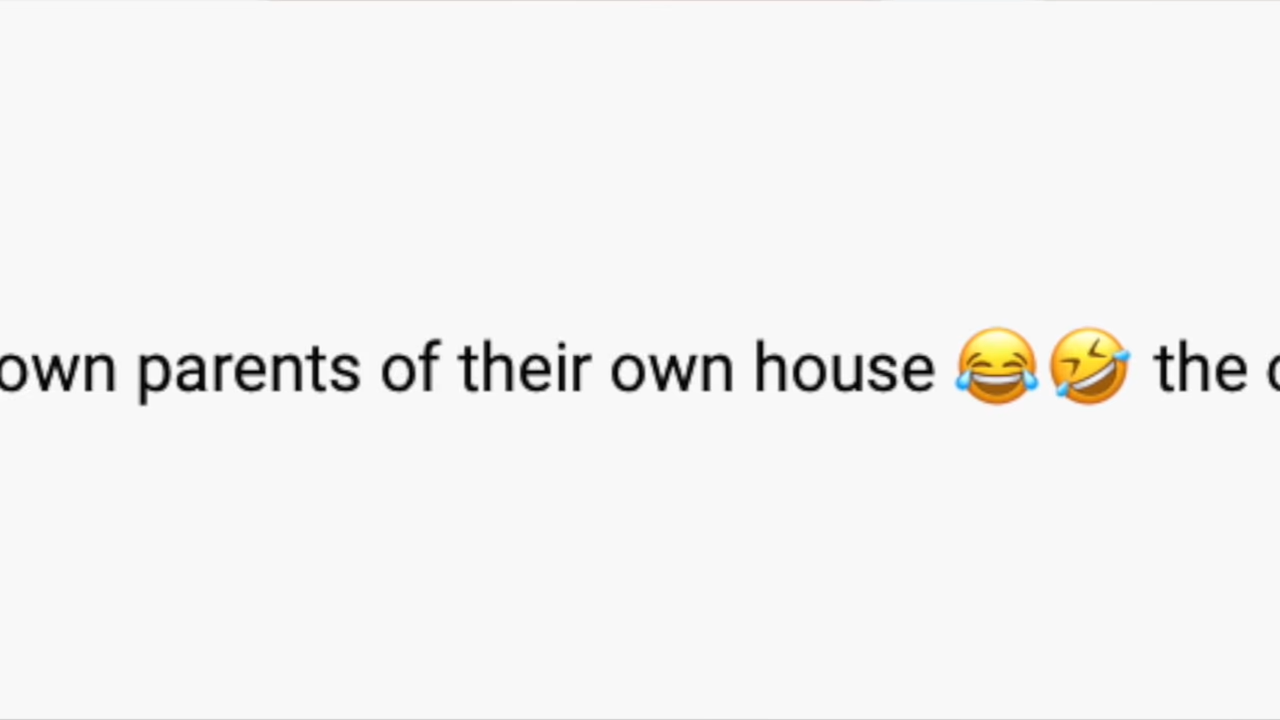 own parents of their own house 😂🤣 the